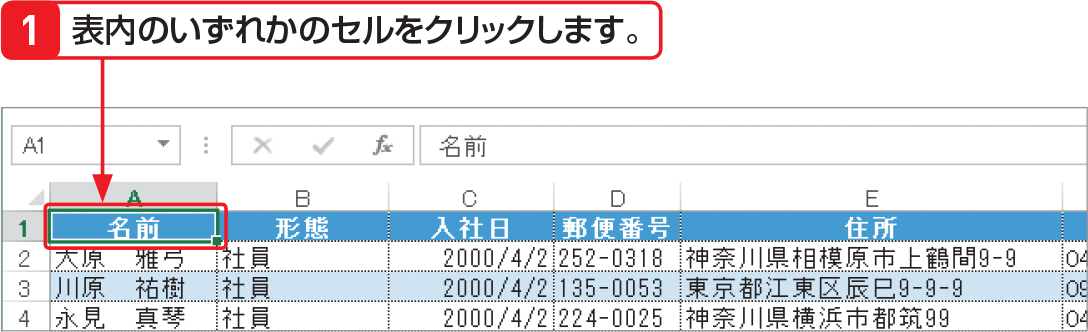 1 表内のいずれかのセルをクリックします。
A1 fx 名前
A B C D E
1 名前 形態 入社日 郵便番号 住所
2 大原 雅弓 社員 2000/4/2 252-0318 神奈川県相模原市上鶴間9-9 04
3 川原 祐樹 社員 2000/4/2 135-0053 東京都江東区辰巳9-9-9 09
4 永見 真琴 社員 2000/4/2 224-0025 神奈川県横浜市都筑99 04